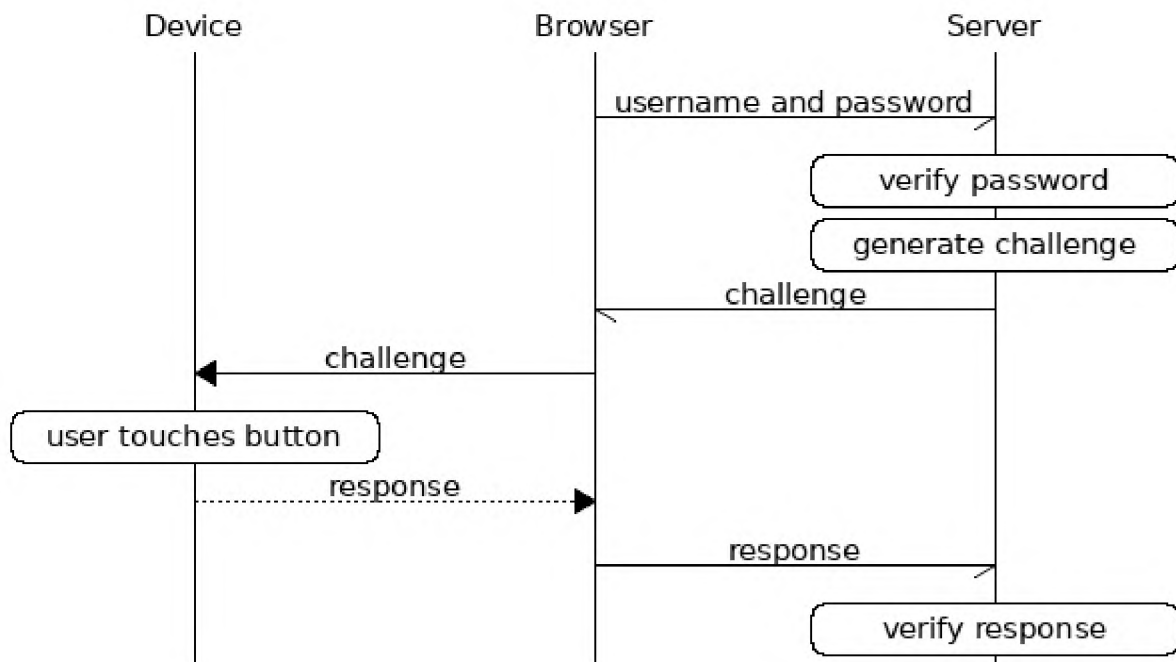 Device
Browser
Server
username and password
verify password
generate challenge
challenge
challenge
user touches button
response
response
verify response